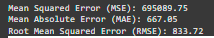 Mean Squared Error (MSE): 695089.75
Mean Absolute Error (MAE): 667.05
Root Mean Squared Error (RMSE): 833.72